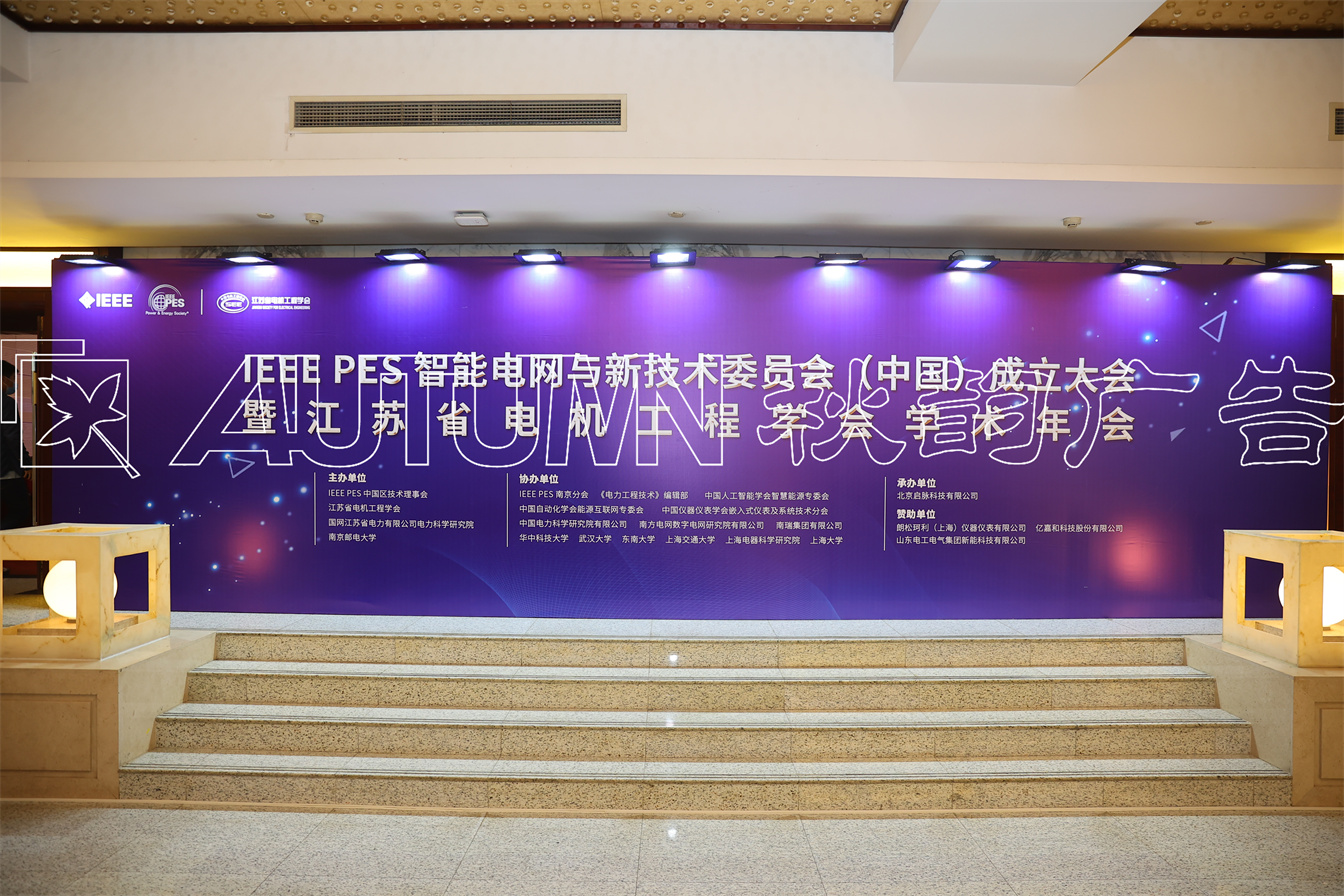 IEEE
IEEE PES
Power & Energy Society®
江苏省电机工程学会
JIANGSU SOCIETY FOR ELECTRICAL ENGINEERING
IEEE PES 智能电网与新技术委员会（中国）成立大会
暨江苏省电机工程学会学术年会
AUTUMN 秋韵广告
主办单位
IEEE PES 中国区技术理事会
江苏省电机工程学会
国网江苏省电力有限公司电力科学研究院
南京邮电大学
协办单位
IEEE PES 南京分会 《电力工程技术》编辑部 中国人工智能学会智慧能源专委会
中国自动化学会能源互联网专委会 中国仪器仪表学会嵌入式仪表及系统技术分会
中国电力科学研究院有限公司 南方电网数字电网研究院有限公司 南瑞集团有限公司
华中科技大学 武汉大学 东南大学 上海交通大学 上海电器科学研究院 上海大学
承办单位
北京启脉科技有限公司
赞助单位
朗松珂利（上海）仪器仪表有限公司 亿嘉和科技股份有限公司
山东电工电气集团新能科技有限公司